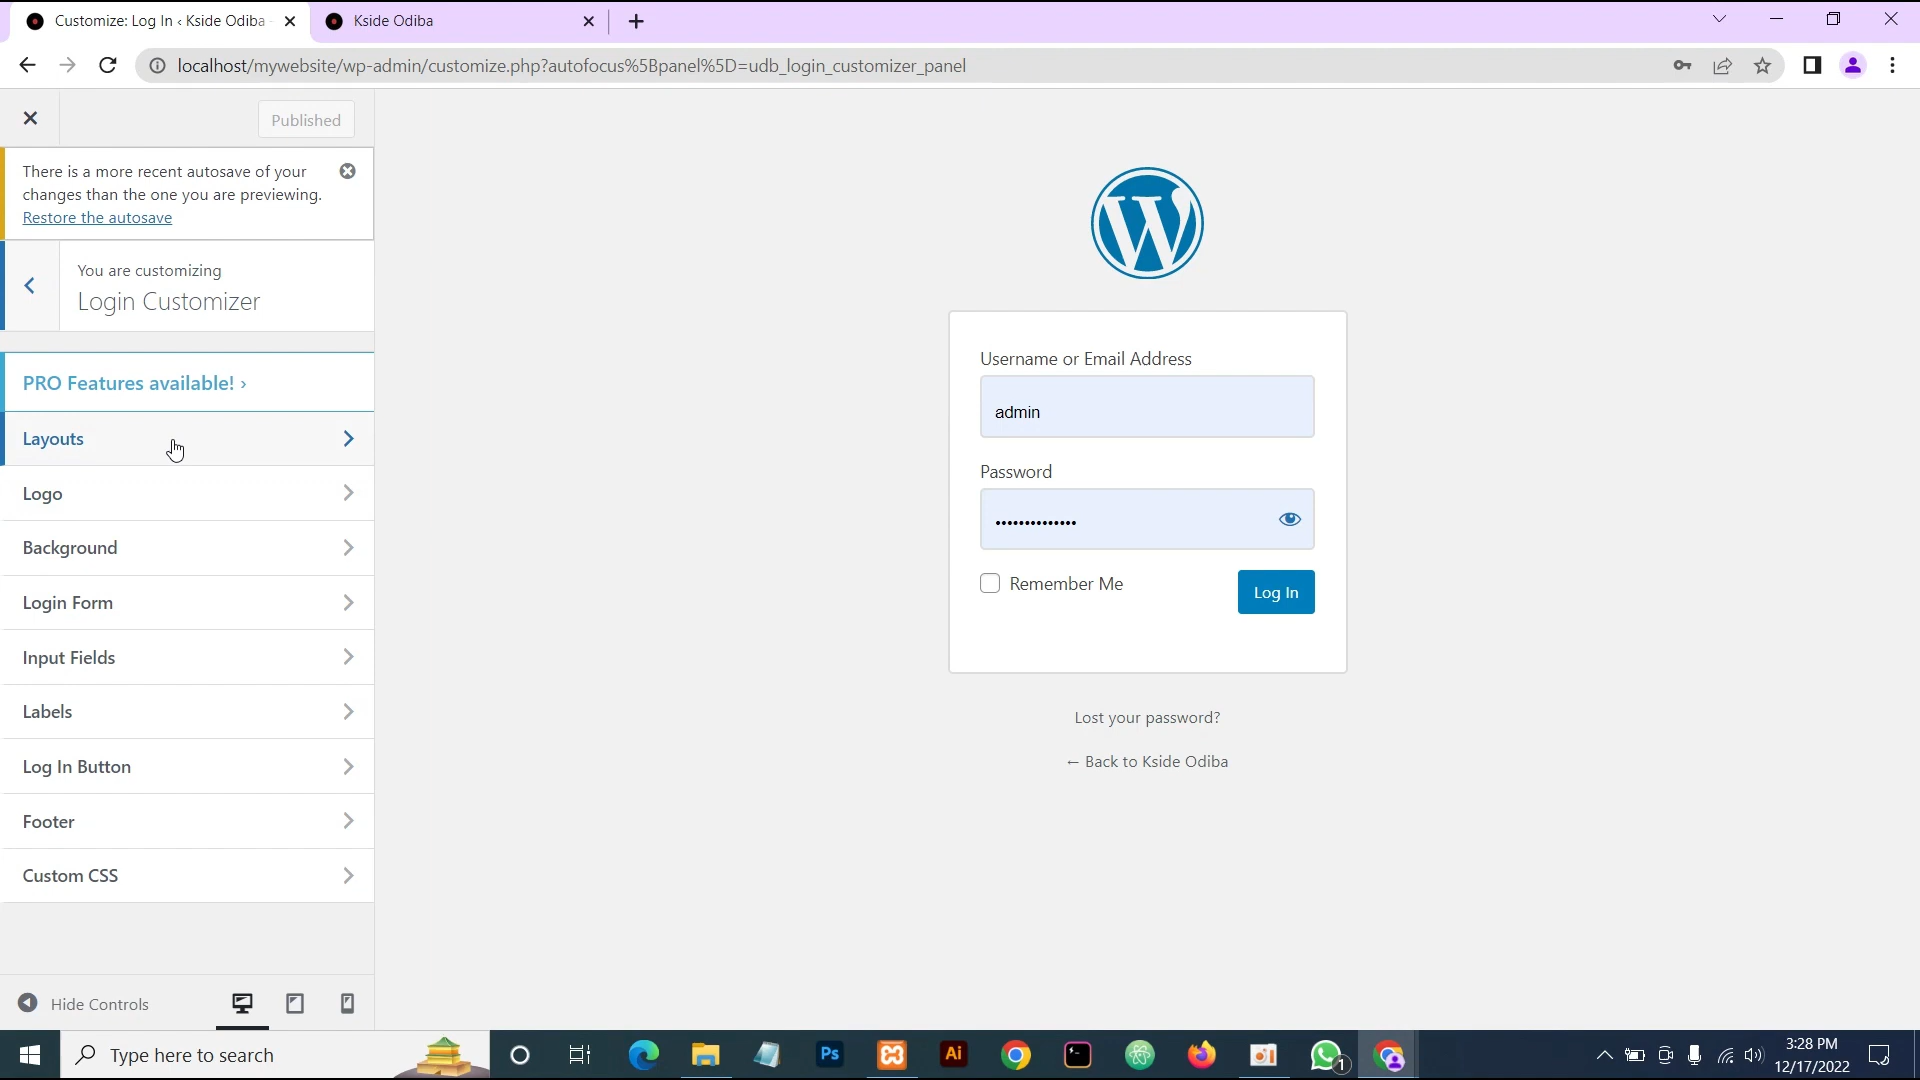 Customize: Log In ‹ Kside Odiba -
Kside Odiba
localhost/mywebsite/wp-admin/customize.php?autofocus%5Bpanel%5D=udb_login_customizer_panel
Published
There is a more recent autosave of your
changes than the one you are previewing.
Restore the autosave
You are customizing
Login Customizer
PRO Features available! ›
Layouts
Logo
Background
Login Form
Input Fields
Labels
Log In Button
Footer
Custom CSS
Hide Controls
W
Username or Email Address
admin
Password
••••••••••••••
Remember Me
Log In
Lost your password?
← Back to Kside Odiba
Type here to search
Ps
Ai
1
3:28 PM
12/17/2022